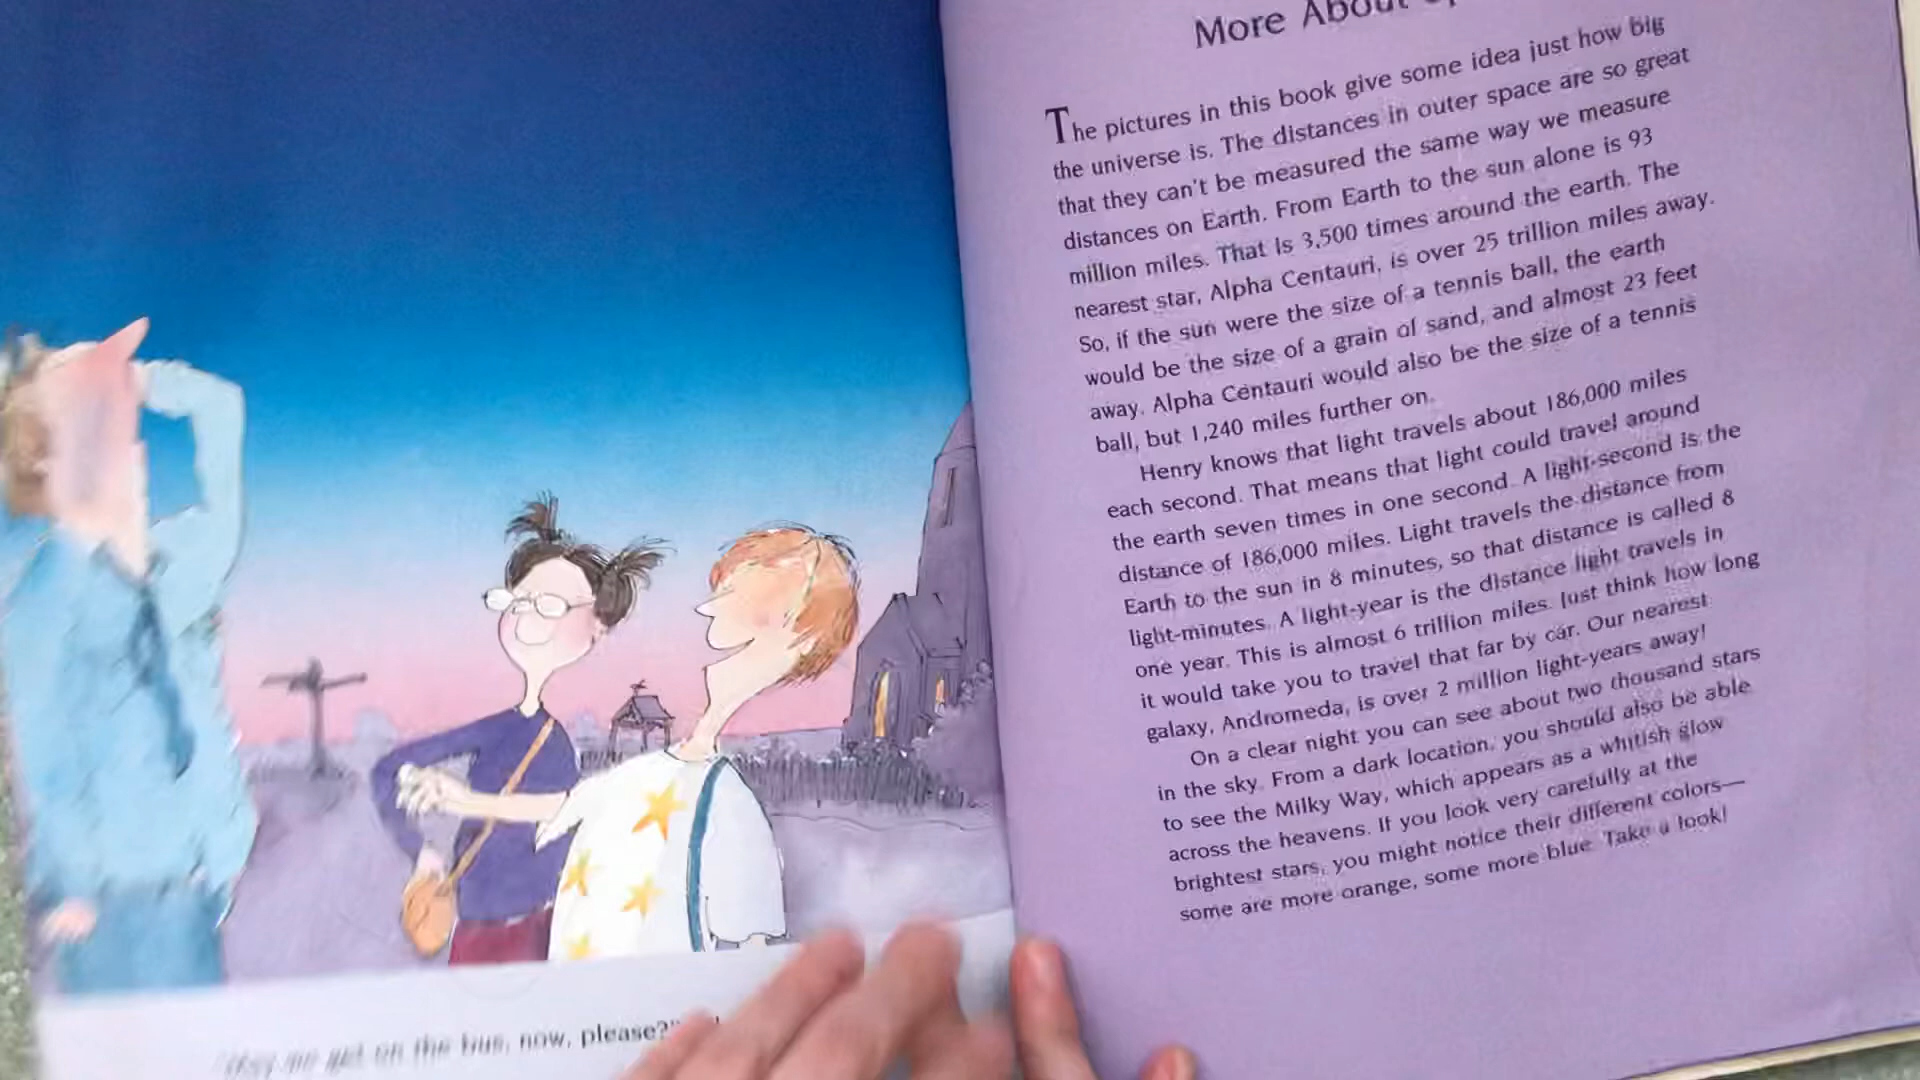 on the bus, now, please?"
More About
The pictures in this book give some idea just how big
the universe is. The distances in outer space are so great
that they can't be measured the same way we measure
distances on Earth. From Earth to the sun alone is 93
million miles. That is 3,500 times around the earth. The
nearest star, Alpha Centauri, is over 25 trillion miles away.
So, if the sun were the size of a tennis ball, the earth
would be the size of a grain of sand, and almost 23 feet
away. Alpha Centauri would also be the size of a tennis
ball, but 1,240 miles further on.
Henry knows that light travels about 186,000 miles
each second. That means that light could travel around
the earth seven times in one second. A light-second is the
distance of 186,000 miles. Light travels the distance from
Earth to the sun in 8 minutes, so that distance is called 8
light-minutes. A light-year is the distance light travels in
one year. This is almost 6 trillion miles. Just think how long
it would take you to travel that far by car. Our nearest
galaxy, Andromeda, is over 2 million light-years away!
On a clear night you can see about two thousand stars
in the sky. From a dark location, you should also be able
to see the Milky Way, which appears as a whitish glow
across the heavens. If you look very carefully at the
brightest stars, you might notice their different colors—
some are more orange, some more blue. Take a look!